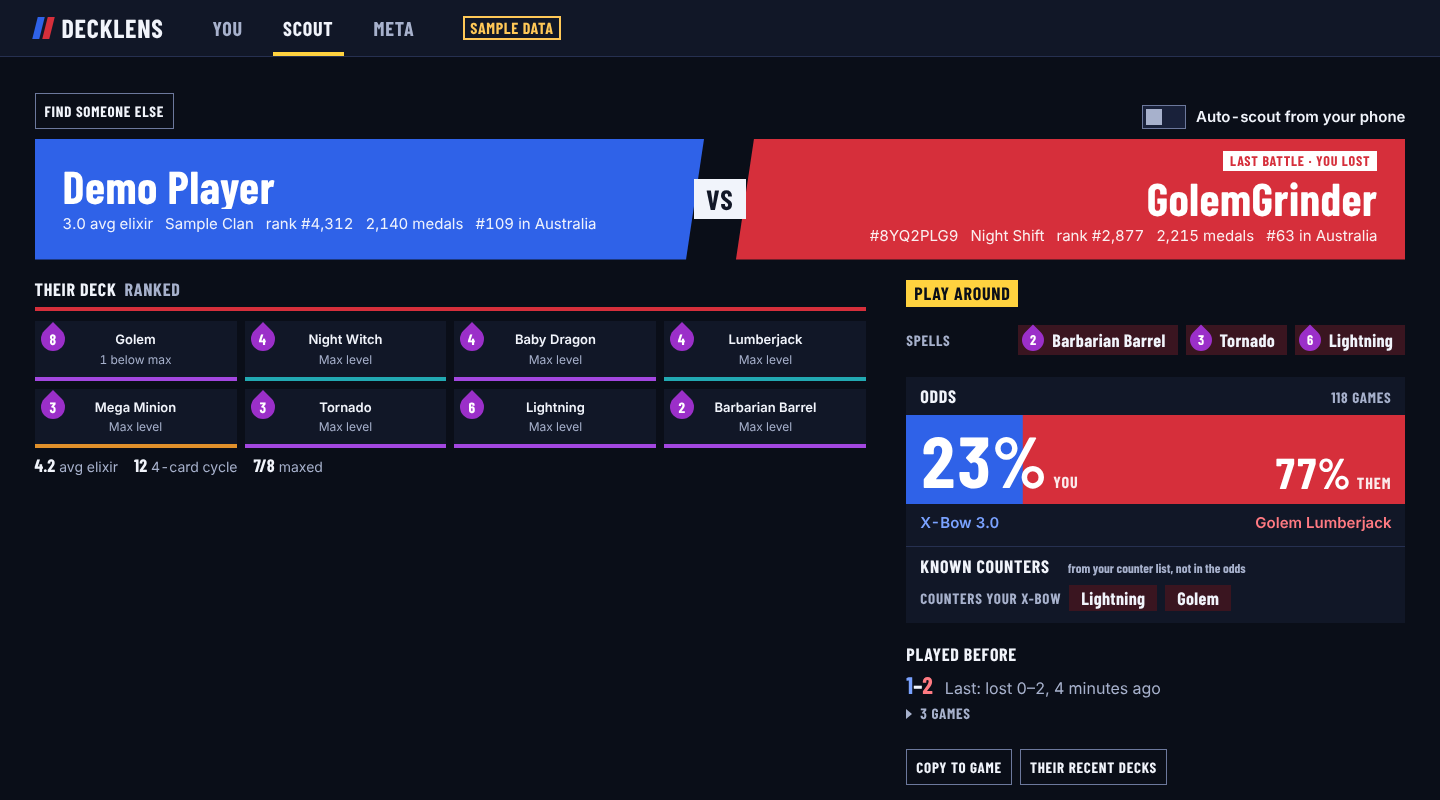 DECKLENS YOU SCOUT META SAMPLE DATA
FIND SOMEONE ELSE
Auto-scout from your phone
Demo Player
3.0 avg elixir Sample Clan rank #4,312 2,140 medals #109 in Australia
VS
LAST BATTLE · YOU LOST
GolemGrinder
#8YQ2PLG9 Night Shift rank #2,877 2,215 medals #63 in Australia
THEIR DECK RANKED
8 Golem
1 below max
4 Night Witch
Max level
4 Baby Dragon
Max level
4 Lumberjack
Max level
3 Mega Minion
Max level
3 Tornado
Max level
6 Lightning
Max level
2 Barbarian Barrel
Max level
4.2 avg elixir 12 4-card cycle 7/8 maxed
PLAY AROUND
SPELLS 2 Barbarian Barrel 3 Tornado 6 Lightning
ODDS 118 GAMES
23% YOU 77% THEM
X-Bow 3.0 Golem Lumberjack
KNOWN COUNTERS from your counter list, not in the odds
COUNTERS YOUR X-BOW Lightning Golem
PLAYED BEFORE
1–2 Last: lost 0–2, 4 minutes ago
3 GAMES
COPY TO GAME THEIR RECENT DECKS